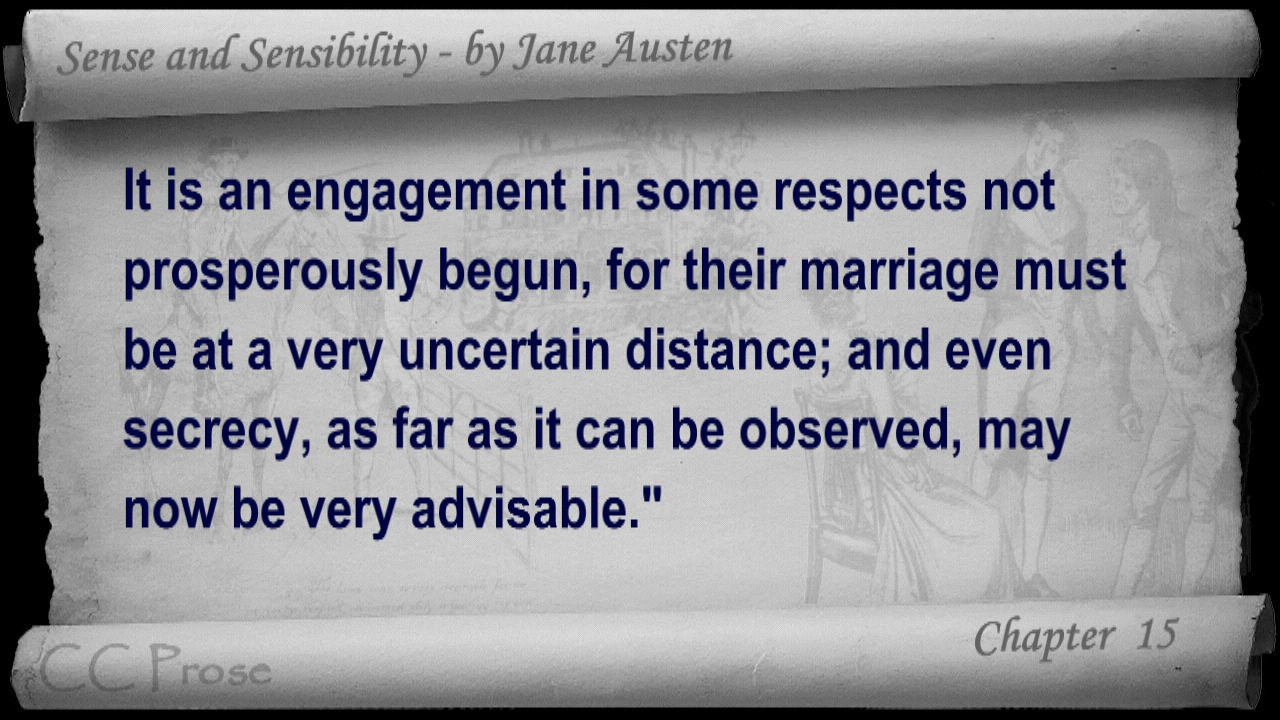 Sense and Sensibility - by Jane Austen
It is an engagement in some respects not
prosperously begun, for their marriage must
be at a very uncertain distance; and even
secrecy, as far as it can be observed, may
now be very advisable."
Chapter 15
CC Prose